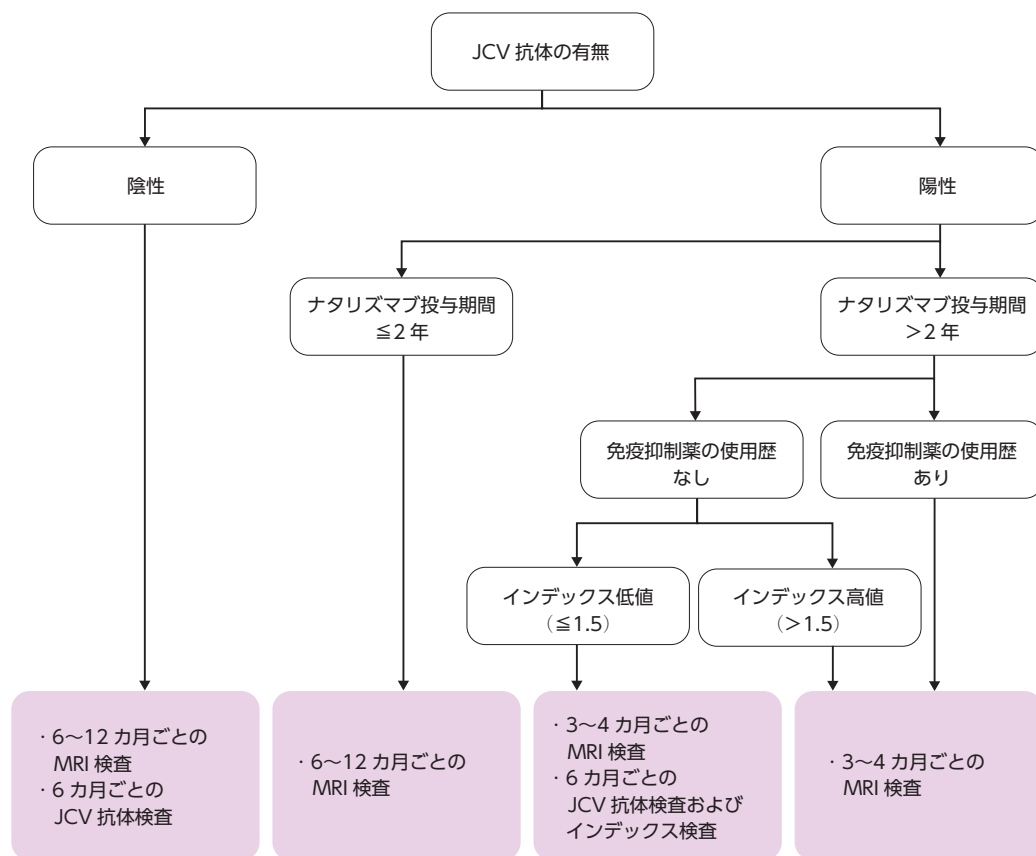 JCV 抗体の有無
陰性
陽性
ナタリズマブ投与期間
≦2 年
ナタリズマブ投与期間
＞2 年
免疫抑制薬の使用歴
なし
免疫抑制薬の使用歴
あり
インデックス低値
（≦1.5）
インデックス高値
（＞1.5）
・6～12 カ月ごとの
MRI 検査
・6 カ月ごとの
JCV 抗体検査
・6～12 カ月ごとの
MRI 検査
・3～4 カ月ごとの
MRI 検査
・6 カ月ごとの
JCV 抗体検査および
インデックス検査
・3～4 カ月ごとの
MRI 検査